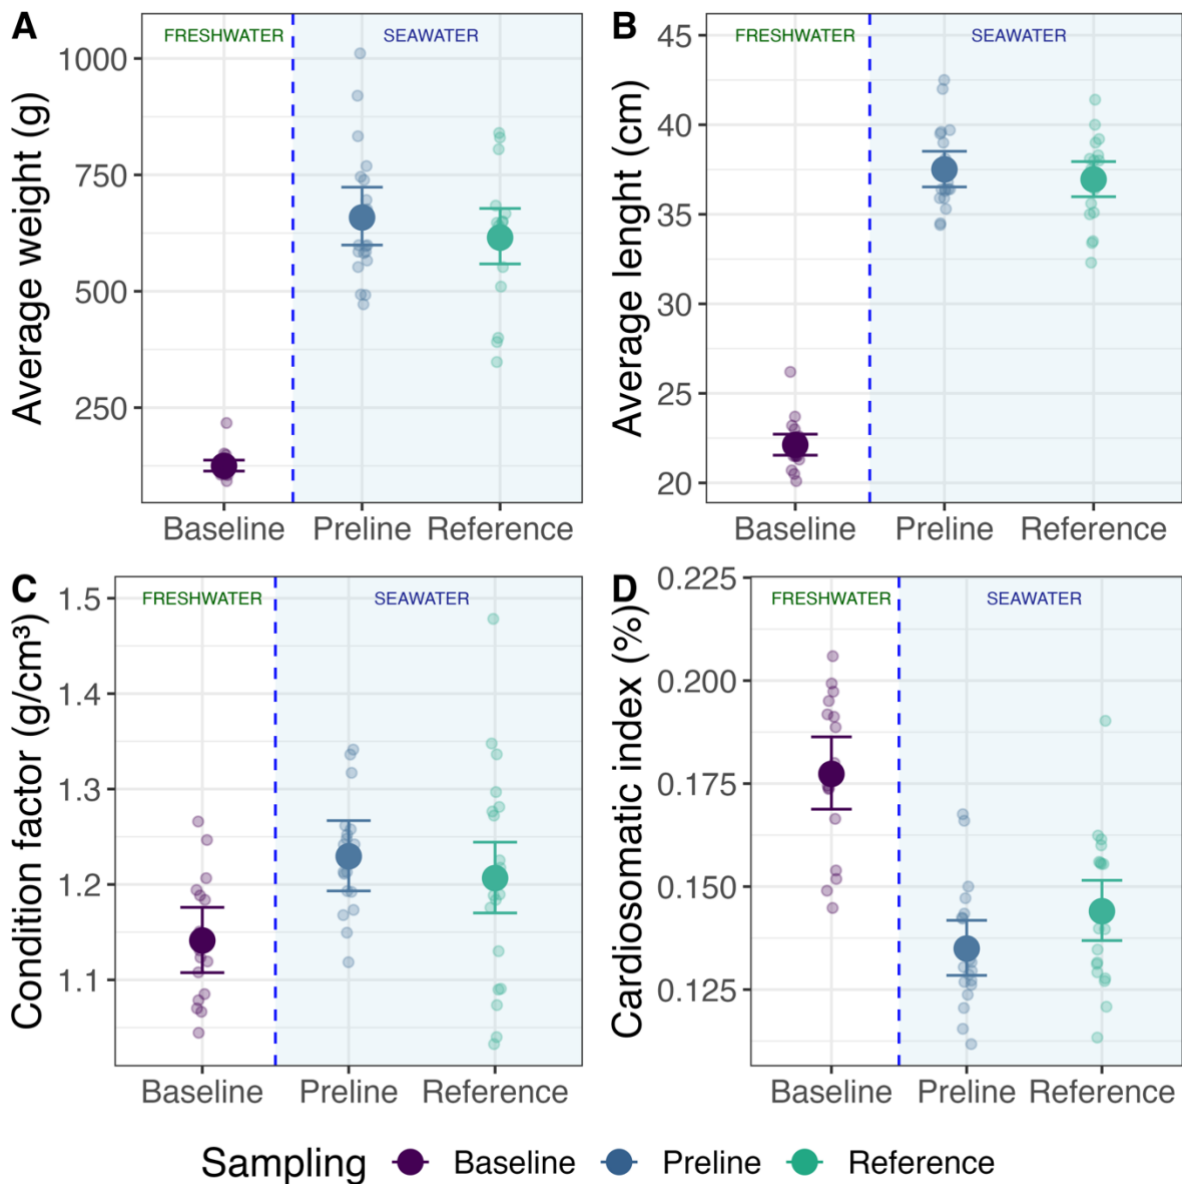 A
FRESHWATER
SEAWATER
1000
750
500
250
Average weight (g)
Baseline
Preline
Reference
B
FRESHWATER
SEAWATER
45
40
35
30
25
20
Average lenght (cm)
Baseline
Preline
Reference
C
FRESHWATER
SEAWATER
1.5
1.4
1.3
1.2
1.1
Condition factor (g/cm³)
Baseline
Preline
Reference
D
FRESHWATER
SEAWATER
0.225
0.200
0.175
0.150
0.125
Cardiosomatic index (%)
Baseline
Preline
Reference
Sampling Baseline Preline Reference